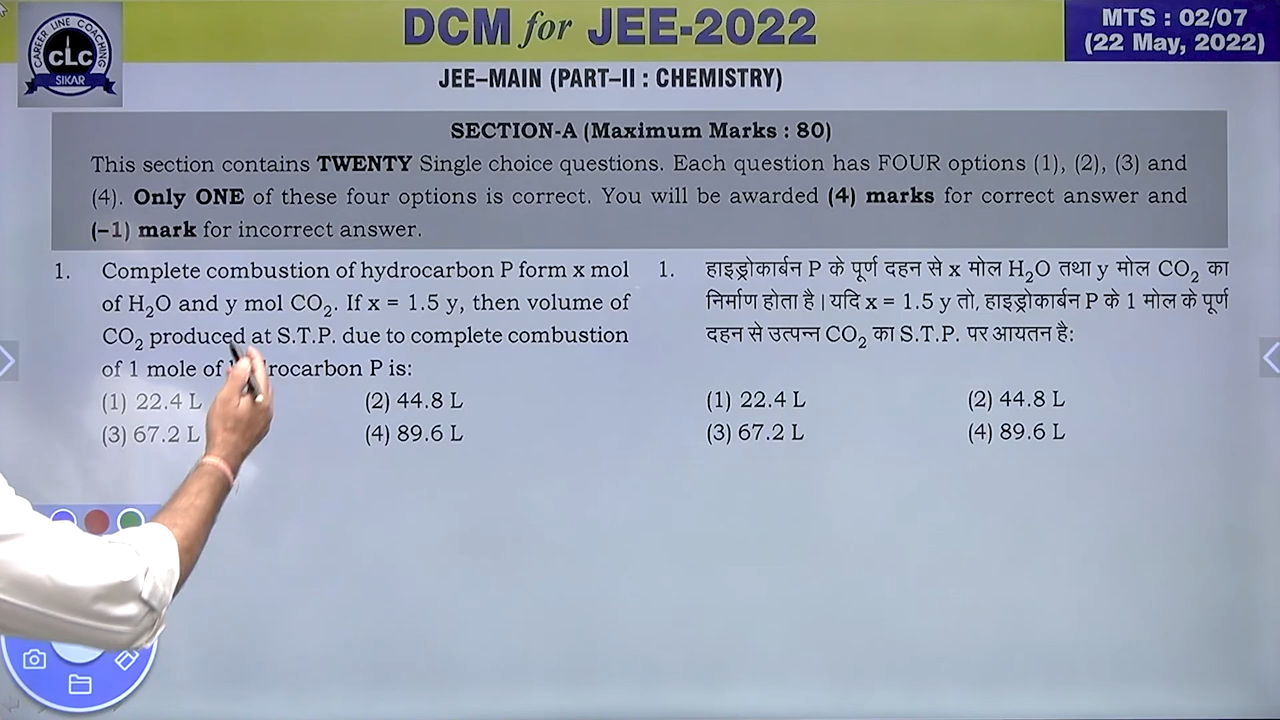 CAREER LINE COACHING
CLC
SIKAR
DCM for JEE-2022
MTS : 02/07
(22 May, 2022)
JEE–MAIN (PART–II : CHEMISTRY)
SECTION-A (Maximum Marks : 80)
This section contains TWENTY Single choice questions. Each question has FOUR options (1), (2), (3) and
(4). Only ONE of these four options is correct. You will be awarded (4) marks for correct answer and
(–1) mark for incorrect answer.
1. Complete combustion of hydrocarbon P form x mol
of H₂O and y mol CO₂. If x = 1.5 y, then volume of
CO₂ produced at S.T.P. due to complete combustion
of 1 mole of rocarbon P is:
(1) 22.4 L (2) 44.8 L
(3) 67.2 L (4) 89.6 L
1. हाइड्रोकार्बन P के पूर्ण दहन से x मोल H₂O तथा y मोल CO₂ का
निर्माण होता है। यदि x = 1.5 y तो, हाइड्रोकार्बन P के 1 मोल के पूर्ण
दहन से उत्पन्न CO₂ का S.T.P. पर आयतन है:
(1) 22.4 L (2) 44.8 L
(3) 67.2 L (4) 89.6 L